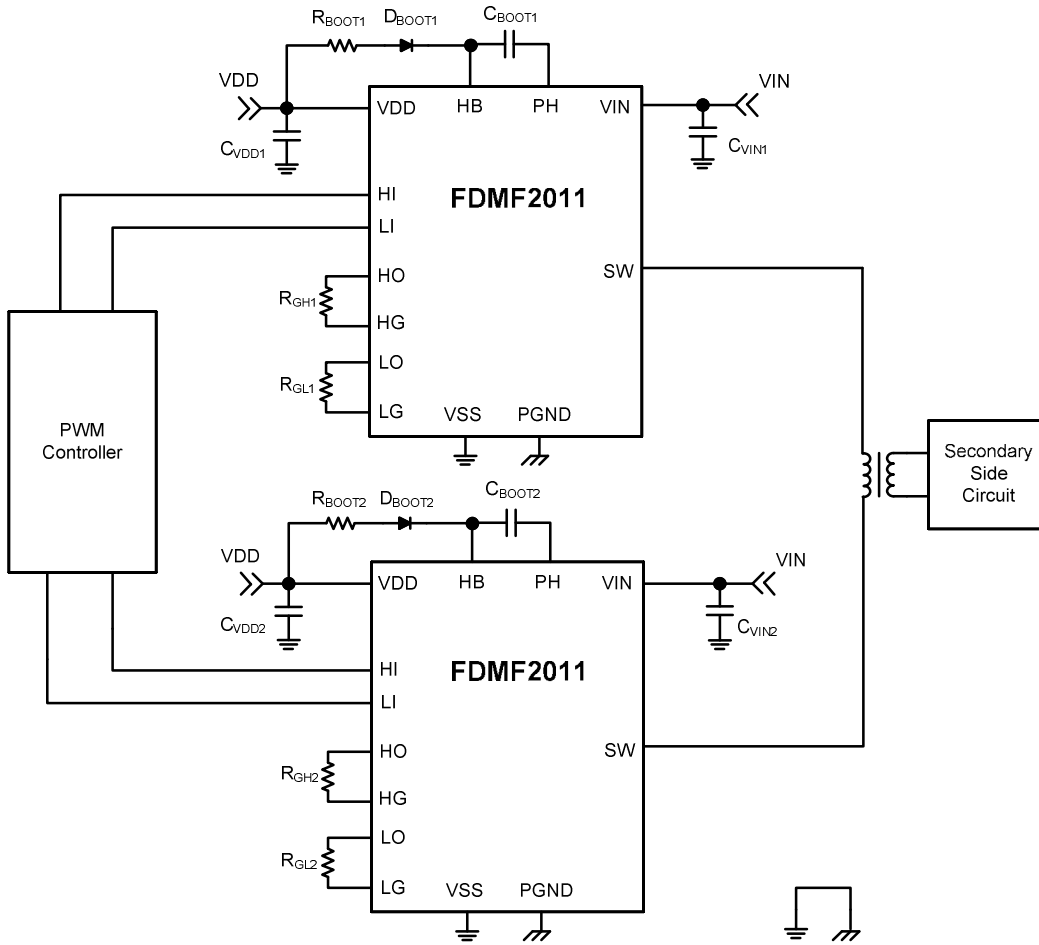 RBOOT1 DBOOT1 CBOOT1
VDD
VIN
VDD HB PH VIN
CVDD1
CVIN1
HI
FDMF2011
LI
SW
HO
RGH1
HG
LO
RGL1
LG
VSS PGND
PWM
Controller
Secondary
Side
Circuit
RBOOT2 DBOOT2 CBOOT2
VDD
VIN
VDD HB PH VIN
CVDD2
CVIN2
HI
FDMF2011
LI
SW
HO
RGH2
HG
LO
RGL2
LG
VSS PGND